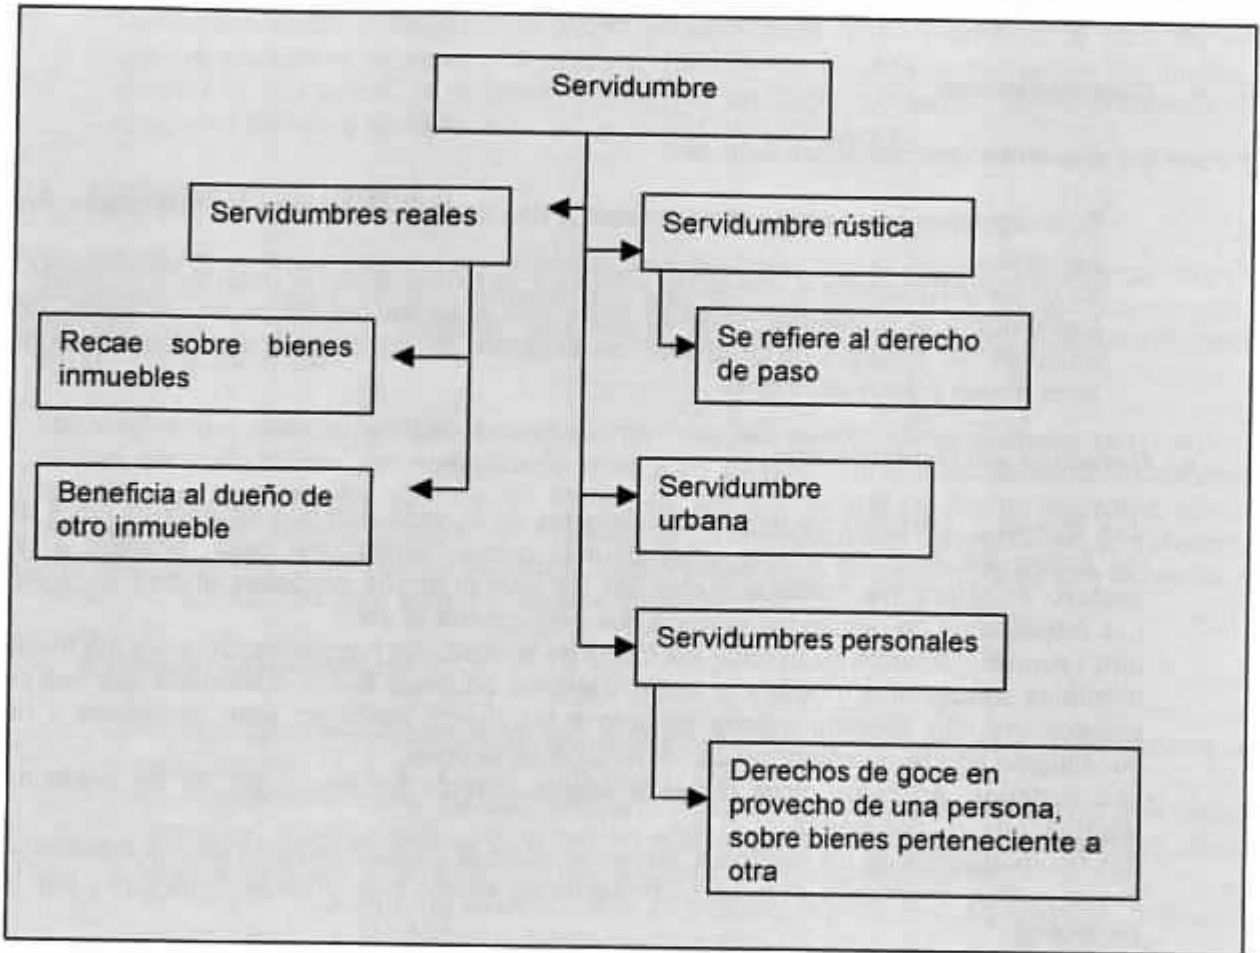 Servidumbre
Servidumbres reales
Servidumbre rústica
Recae sobre bienes
inmuebles
Se refiere al derecho
de paso
Beneficia al dueño de
otro inmueble
Servidumbre
urbana
Servidumbres personales
Derechos de goce en
provecho de una persona,
sobre bienes perteneciente a
otra